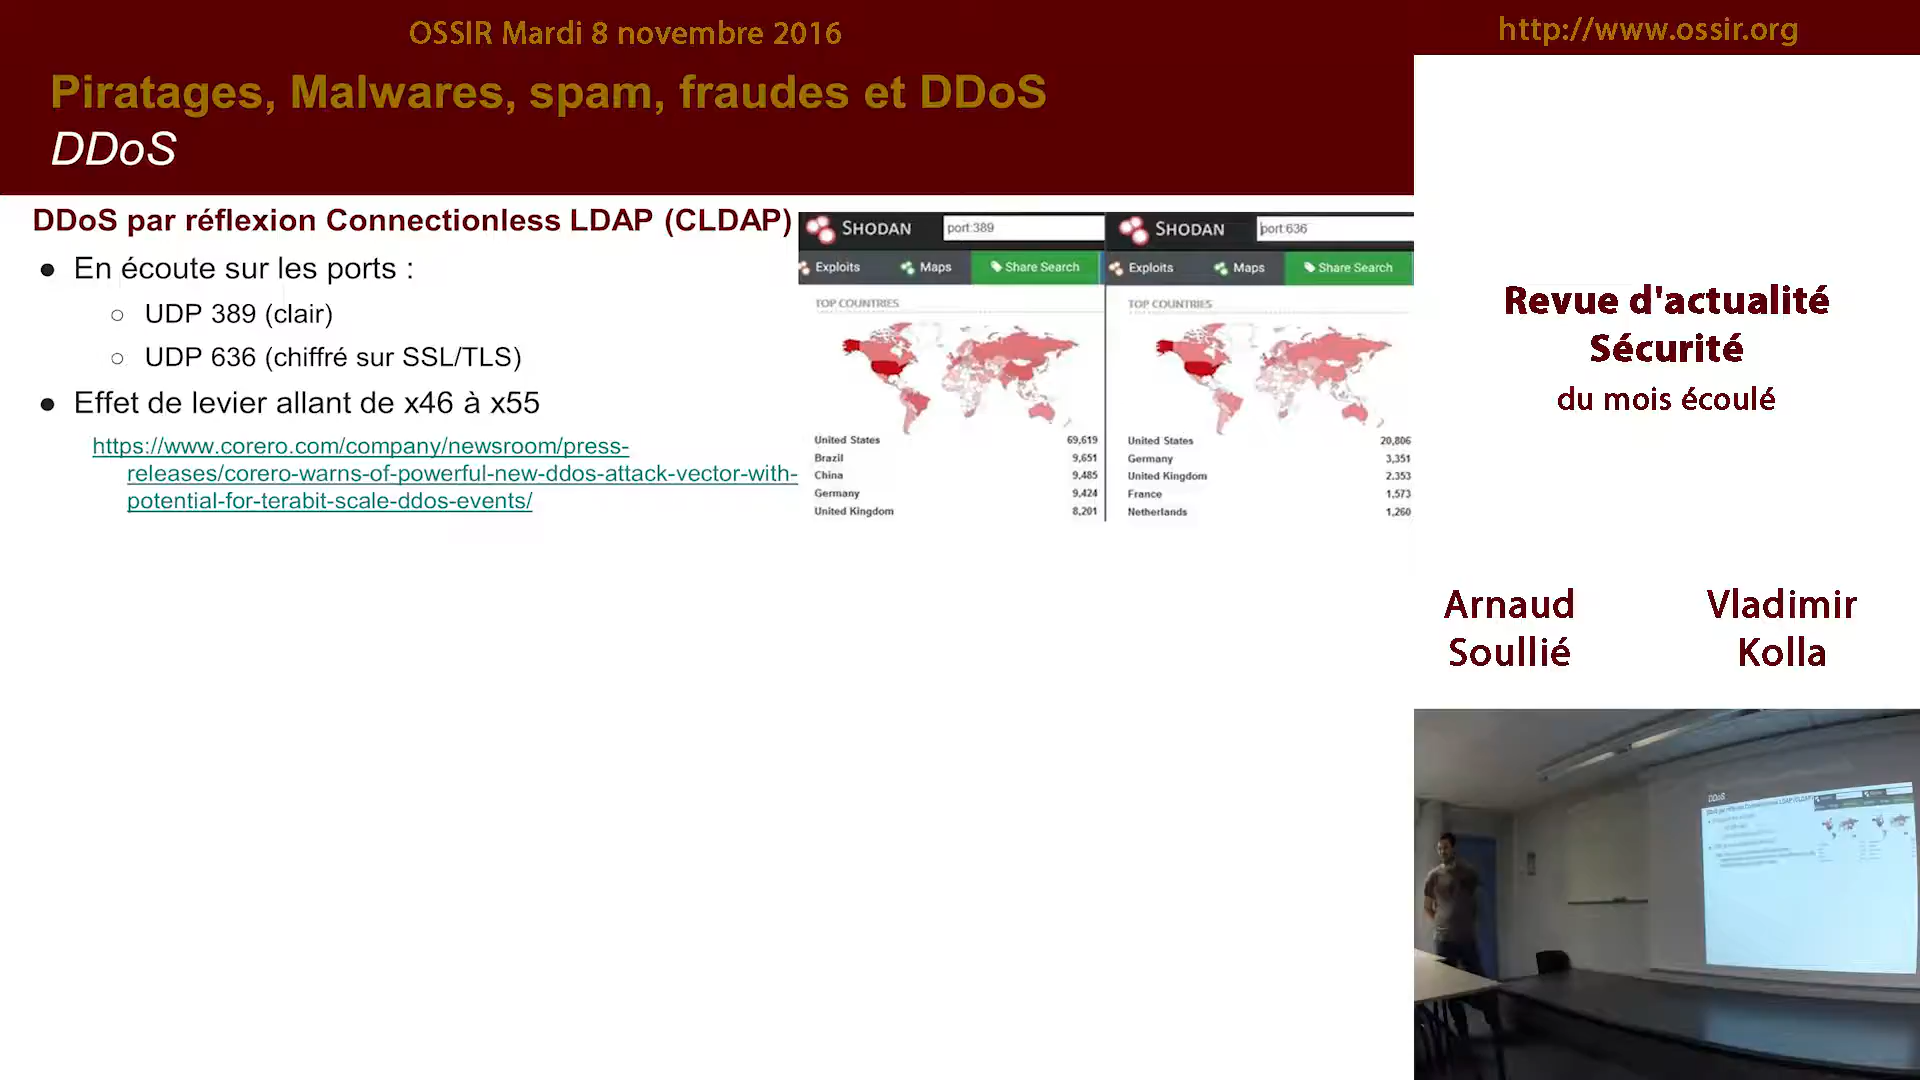 OSSIR Mardi 8 novembre 2016
http://www.ossir.org
Piratages, Malwares, spam, fraudes et DDoS
DDoS
DDoS par réflexion Connectionless LDAP (CLDAP)
● En écoute sur les ports :
○ UDP 389 (clair)
○ UDP 636 (chiffré sur SSL/TLS)
● Effet de levier allant de x46 à x55
https://www.corero.com/company/newsroom/press-
releases/corero-warns-of-powerful-new-ddos-attack-vector-with-
potential-for-terabit-scale-ddos-events/
SHODAN port:389
Exploits Maps Share Search
TOP COUNTRIES
United States 69,619
Brazil 9,651
China 9,485
Germany 9,424
United Kingdom 8,201
SHODAN port:636
Exploits Maps Share Search
TOP COUNTRIES
United States 20,806
Germany 3,351
United Kingdom 2,353
France 1,573
Netherlands 1,260
Revue d'actualité
Sécurité
du mois écoulé
Arnaud
Soullié
Vladimir
Kolla
DDoS